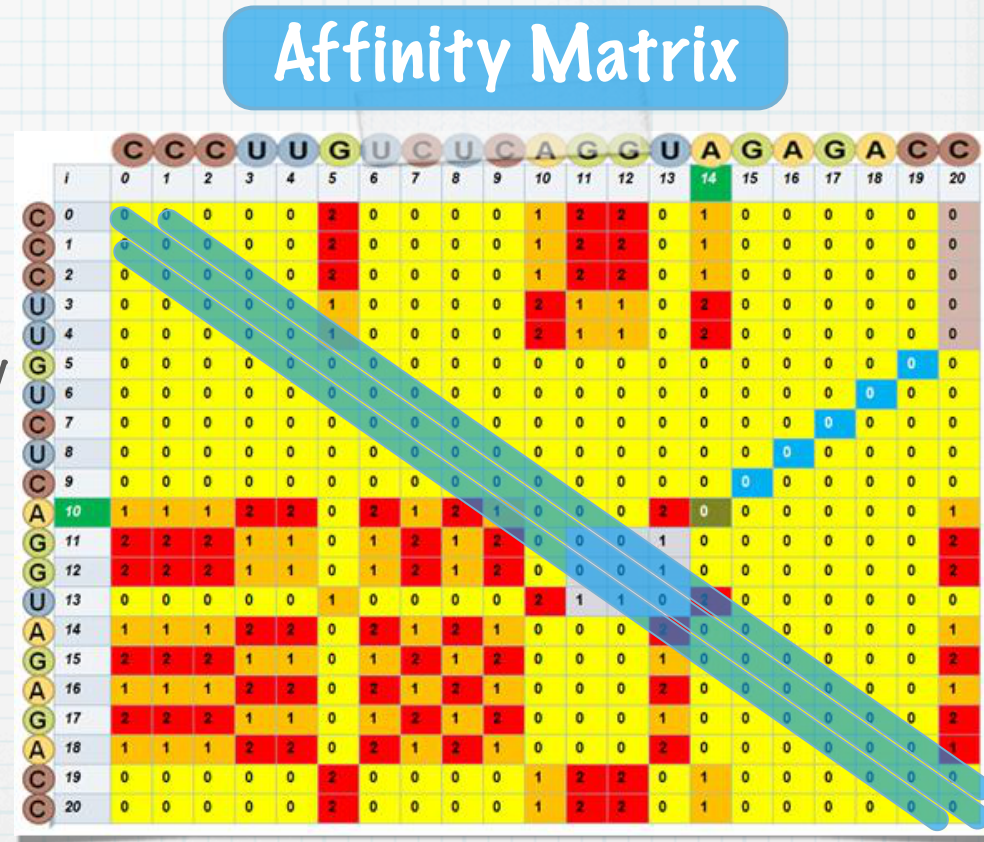 Affinity Matrix
C C C U U G U C U C A G G U A G A G A C C
i 0 1 2 3 4 5 6 7 8 9 10 11 12 13 14 15 16 17 18 19 20
C 0 0 0 0 0 0 2 0 0 0 0 1 2 2 0 1 0 0 0 0 0 0
C 1 0 0 0 0 0 2 0 0 0 0 1 2 2 0 1 0 0 0 0 0 0
C 2 0 0 0 0 0 2 0 0 0 0 1 2 2 0 1 0 0 0 0 0 0
U 3 0 0 0 0 0 1 0 0 0 0 2 1 1 0 2 0 0 0 0 0 0
U 4 0 0 0 0 0 1 0 0 0 0 2 1 1 0 2 0 0 0 0 0 0
G 5 0 0 0 0 0 0 0 0 0 0 0 0 0 0 0 0 0 0 0 0 0
U 6 0 0 0 0 0 0 0 0 0 0 0 0 0 0 0 0 0 0 0 0 0
C 7 0 0 0 0 0 0 0 0 0 0 0 0 0 0 0 0 0 0 0 0 0
U 8 0 0 0 0 0 0 0 0 0 0 0 0 0 0 0 0 0 0 0 0 0
C 9 0 0 0 0 0 0 0 0 0 0 0 0 0 0 0 0 0 0 0 0 0
A 10 1 1 1 2 2 0 2 1 2 1 0 0 0 2 0 0 0 0 0 0 1
G 11 2 2 2 1 1 0 1 2 1 2 0 0 0 1 0 0 0 0 0 0 2
G 12 2 2 2 1 1 0 1 2 1 2 0 0 0 1 0 0 0 0 0 0 2
U 13 0 0 0 0 0 1 0 0 0 0 2 1 1 0 2 0 0 0 0 0 0
A 14 1 1 1 2 2 0 2 1 2 1 0 0 0 2 0 0 0 0 0 0 1
G 15 2 2 2 1 1 0 1 2 1 2 0 0 0 1 0 0 0 0 0 0 2
A 16 1 1 1 2 2 0 2 1 2 1 0 0 0 2 0 0 0 0 0 0 1
G 17 2 2 2 1 1 0 1 2 1 2 0 0 0 1 0 0 0 0 0 0 2
A 18 1 1 1 2 2 0 2 1 2 1 0 0 0 2 0 0 0 0 0 0 1
C 19 0 0 0 0 0 2 0 0 0 0 1 2 2 0 1 0 0 0 0 0 0
C 20 0 0 0 0 0 2 0 0 0 0 1 2 2 0 1 0 0 0 0 0 0